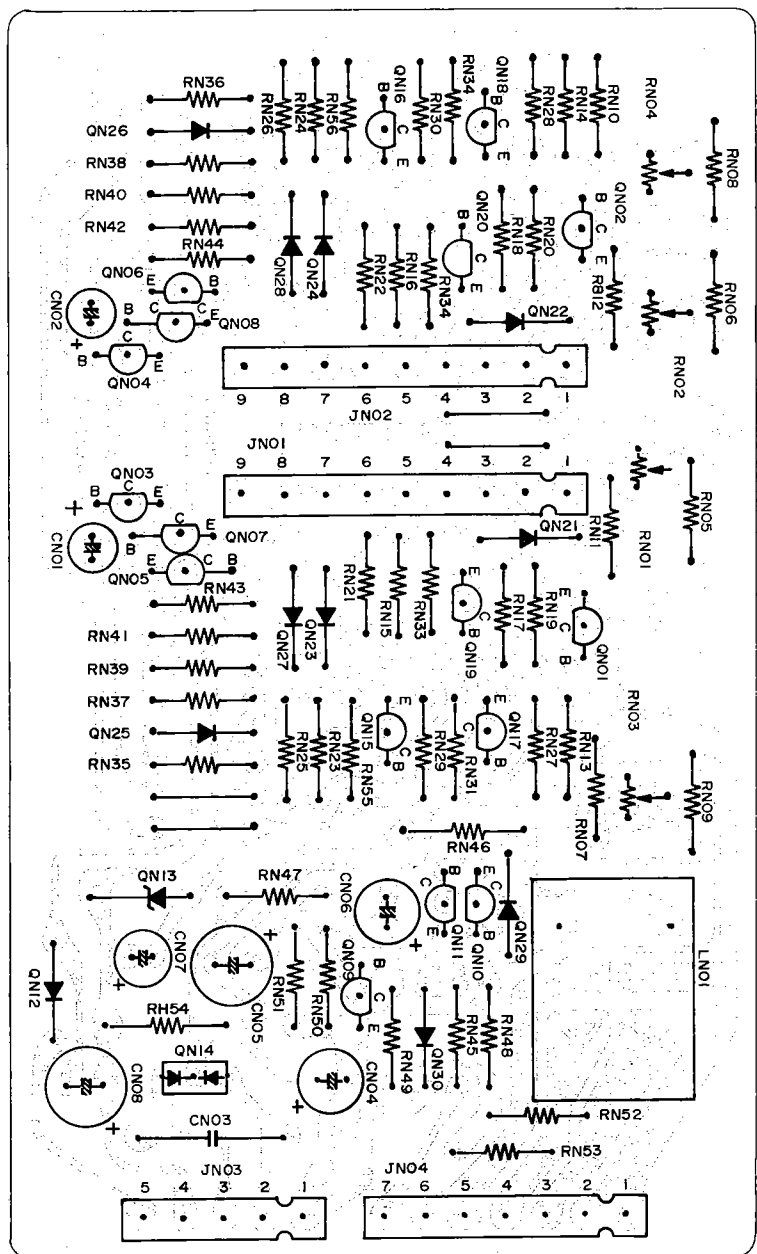 RN36
QN26
RN38
RN40
RN42
RN44
RN26
RN24
RN56
QN16
B
C
E
RN30
RN34
QN18
B
C
E
RN28
RN14
RN10
RN04
RN08
QN06
E
B
CN02
+
B
C
E
QN08
B
C
E
QN04
QN28
QN24
RN22
RN16
RN34
B
C
E
QN20
RN18
RN20
QN02
B
C
E
R812
RN06
QN22
RN02
9 8 7 6 5 4 3 2 1
JN02
JN01
9 8 7 6 5 4 3 2 1
QN03
B C E
+
CN01
B
C
E
QN07
E
C
B
QN05
RN43
RN41
RN39
RN37
QN25
RN35
QN21
RN11
RN01
RN05
RN21
RN15
RN33
QN27
QN23
E
C
B
QN19
RN17
RN19
E
C
B
QN01
RN03
RN25
RN23
RN55
QN15
E
C
B
RN29
RN31
E
C
B
QN17
RN27
RN13
RN07
RN09
RN46
QN13
RN47
CN06
+
B
C
E
QN11
E
C
B
QN10
QN29
LN01
QN12
CN07
+
CN05
+
RN51
RN50
QN09
B
C
E
RH54
QN14
CN08
+
CN04
+
RN49
QN30
RN45
RN48
RN52
CN03
RN53
JN03
5 4 3 2 1
JN04
7 6 5 4 3 2 1